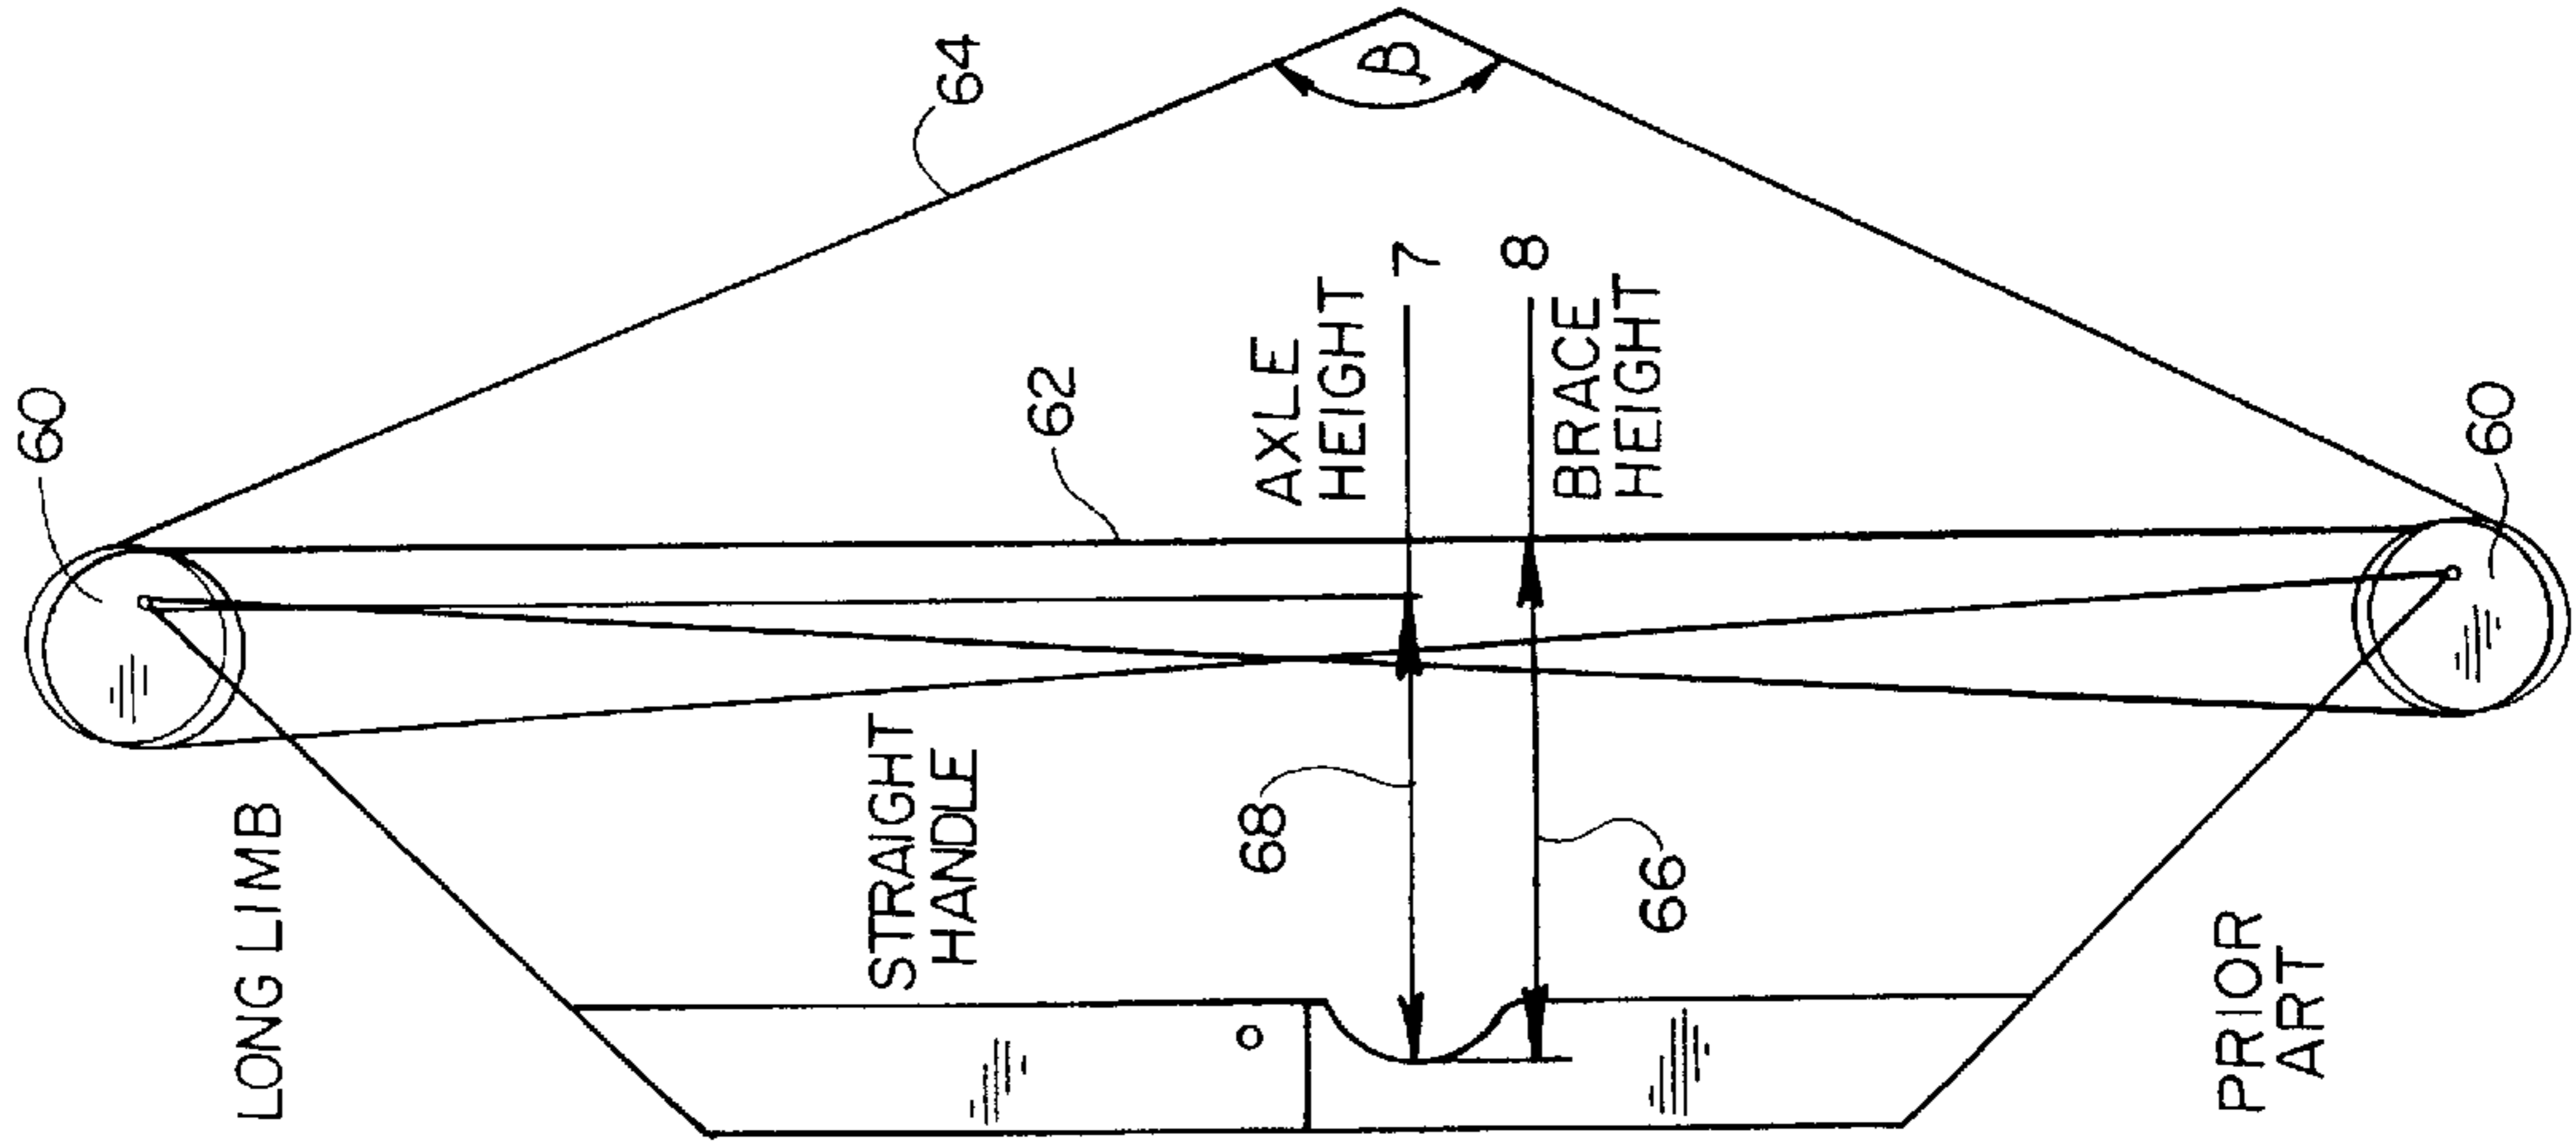 60
64
LONG LIMB
STRAIGHT
HANDLE
62
AXLE
HEIGHT
7
β
68
8
BRACE
HEIGHT
66
PRIOR
ART
60